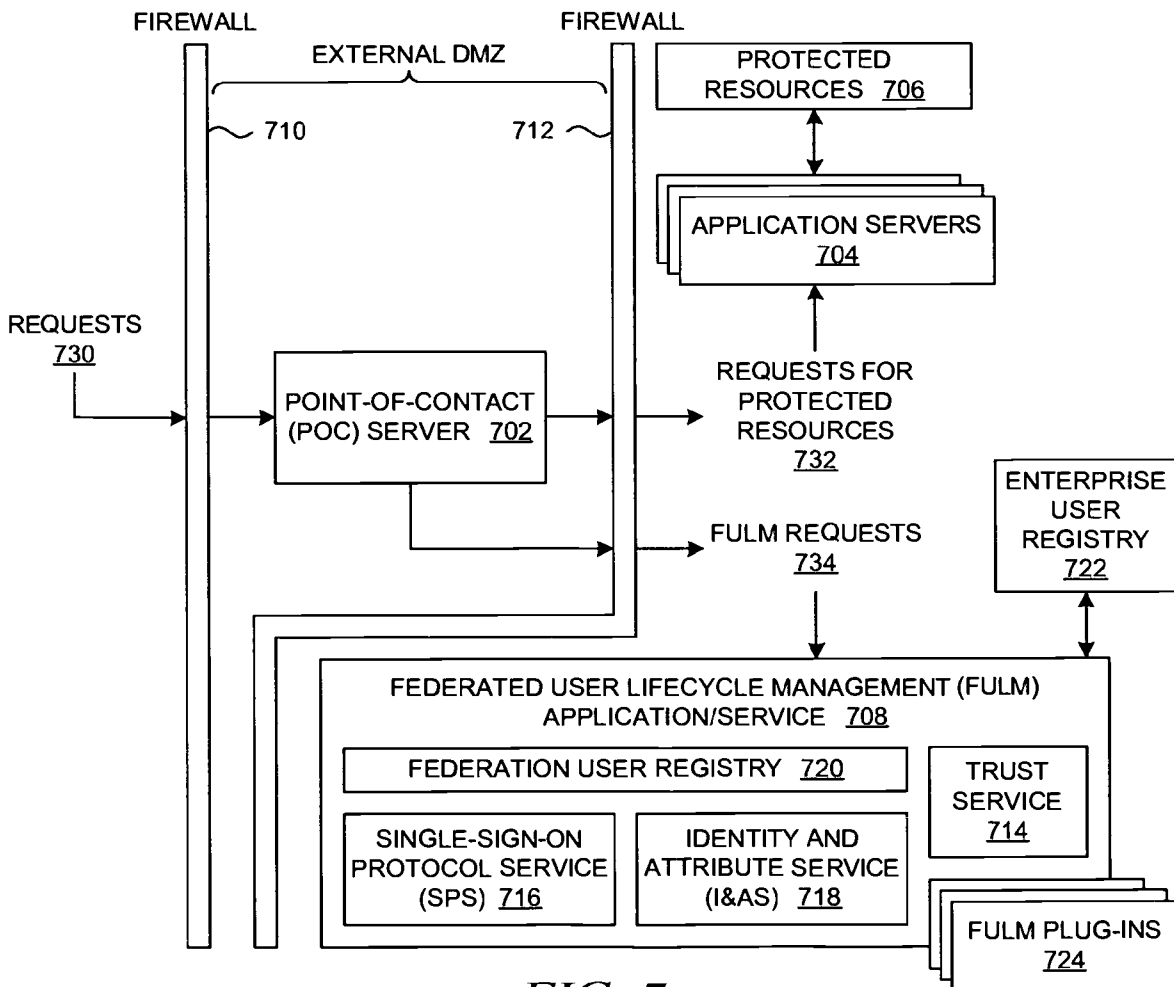 FIREWALL
FIREWALL
EXTERNAL DMZ
710
712
PROTECTED
RESOURCES 706
APPLICATION SERVERS
704
REQUESTS
730
POINT-OF-CONTACT
(POC) SERVER 702
REQUESTS FOR
PROTECTED
RESOURCES
732
FULM REQUESTS
734
ENTERPRISE
USER
REGISTRY
722
FEDERATED USER LIFECYCLE MANAGEMENT (FULM)
APPLICATION/SERVICE 708
FEDERATION USER REGISTRY 720
TRUST
SERVICE
714
SINGLE-SIGN-ON
PROTOCOL SERVICE
(SPS) 716
IDENTITY AND
ATTRIBUTE SERVICE
(I&AS) 718
FULM PLUG-INS
724